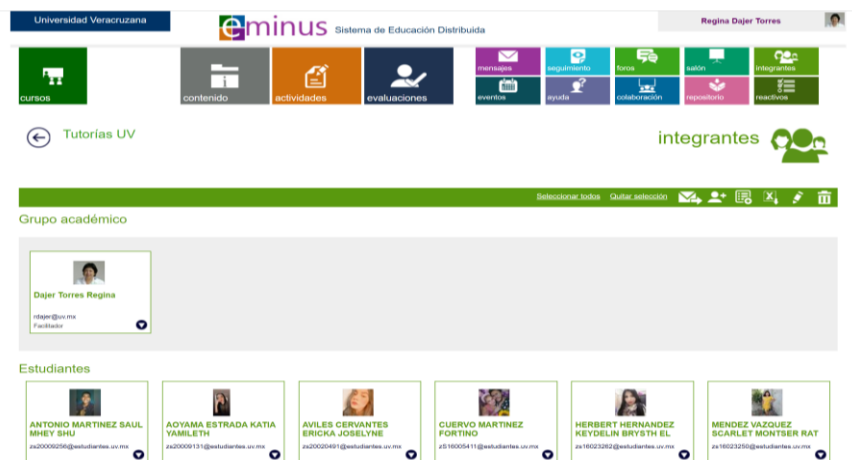 Universidad Veracruzana
eminus Sistema de Educación Distribuida
Regina Dajer Torres
cursos
contenido
actividades
evaluaciones
mensajes
seguimiento
foros
salón
integrantes
eventos
ayuda
colaboración
repositorio
reactivos
Tutorías UV
integrantes
Seleccionar todos Quitar selección
Grupo académico
Dajer Torres Regina
rdajer@uv.mx
Facilitador
Estudiantes
ANTONIO MARTINEZ SAUL
MHEY SHU
zs20009256@estudiantes.uv.mx
AOYAMA ESTRADA KATIA
YAMILETH
zs20009131@estudiantes.uv.mx
AVILES CERVANTES
ERICKA JOSELYNE
zs20020491@estudiantes.uv.mx
CUERVO MARTINEZ
FORTINO
zS16005411@estudiantes.uv.mx
HERBERT HERNANDEZ
KEYDELIN BRYSTH EL
zs16023262@estudiantes.uv.mx
MENDEZ VAZQUEZ
SCARLET MONTSER RAT
zs16023250@estudiantes.uv.mx